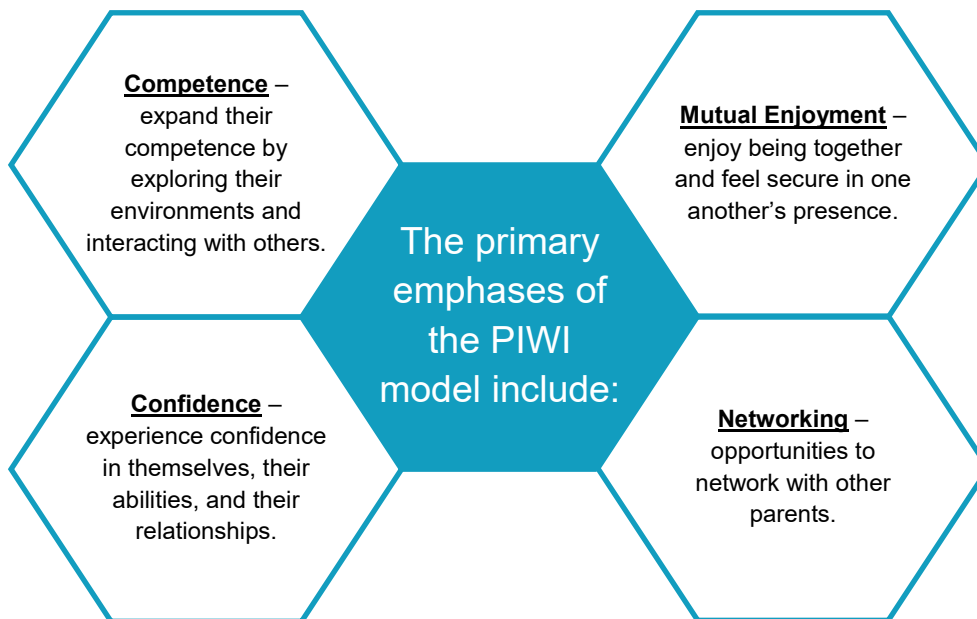 Competence –
expand their
competence by
exploring their
environments and
interacting with others.
Mutual Enjoyment –
enjoy being together
and feel secure in one
another’s presence.
The primary
emphases of
the PIWI
model include:
Confidence –
experience confidence
in themselves, their
abilities, and their
relationships.
Networking –
opportunities to
network with other
parents.